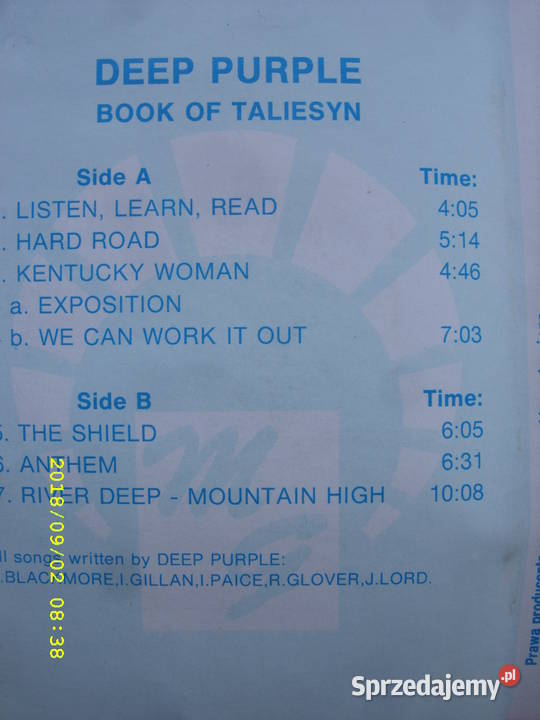 DEEP PURPLE
BOOK OF TALIESYN
Side A Time:
. LISTEN, LEARN, READ 4:05
. HARD ROAD 5:14
. KENTUCKY WOMAN 4:46
a. EXPOSITION
b. WE CAN WORK IT OUT 7:03
Side B Time:
5. THE SHIELD 6:05
6. ANTHEM 6:31
7. RIVER DEEP - MOUNTAIN HIGH 10:08
ll songs written by DEEP PURPLE:
.BLACKMORE,I.GILLAN,I.PAICE,R.GLOVER,J.LORD.
MG
2018/09/02 08:38
Prawa producenta
Sprzedajemy.pl